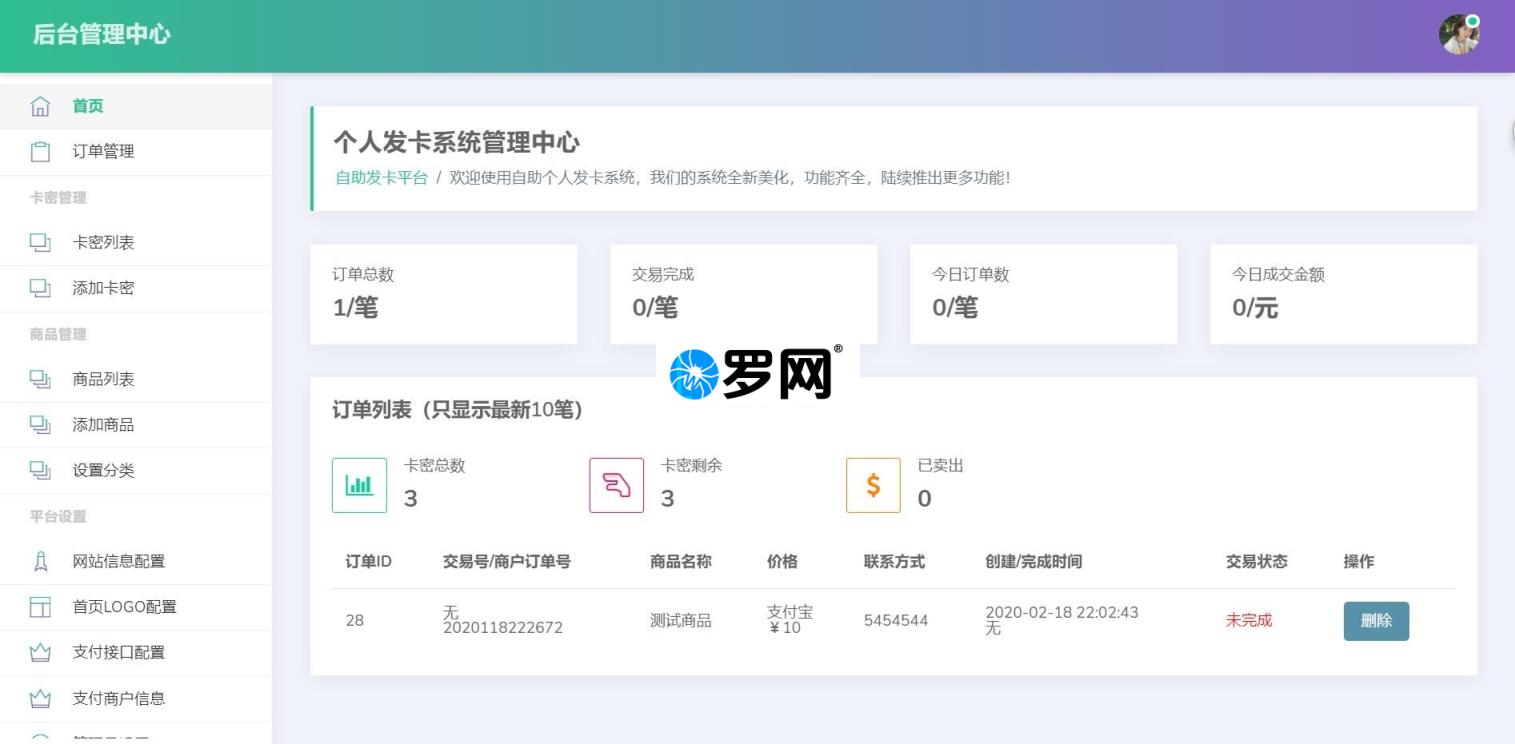 后台管理中心
首页
订单管理
卡密管理
卡密列表
添加卡密
商品管理
商品列表
添加商品
设置分类
平台设置
网站信息配置
首页LOGO配置
支付接口配置
支付商户信息
个人发卡系统管理中心
自助发卡平台 / 欢迎使用自助个人发卡系统，我们的系统全新美化，功能齐全，陆续推出更多功能！
订单总数
1/笔
交易完成
0/笔
今日订单数
0/笔
今日成交金额
0/元
罗网®
订单列表（只显示最新10笔）
卡密总数
3
卡密剩余
3
已卖出
0
订单ID 交易号/商户订单号 商品名称 价格 联系方式 创建/完成时间 交易状态 操作
28 无 测试商品 支付宝 5454544 2020-02-18 22:02:43 未完成 删除
2020118222672 ¥10 无